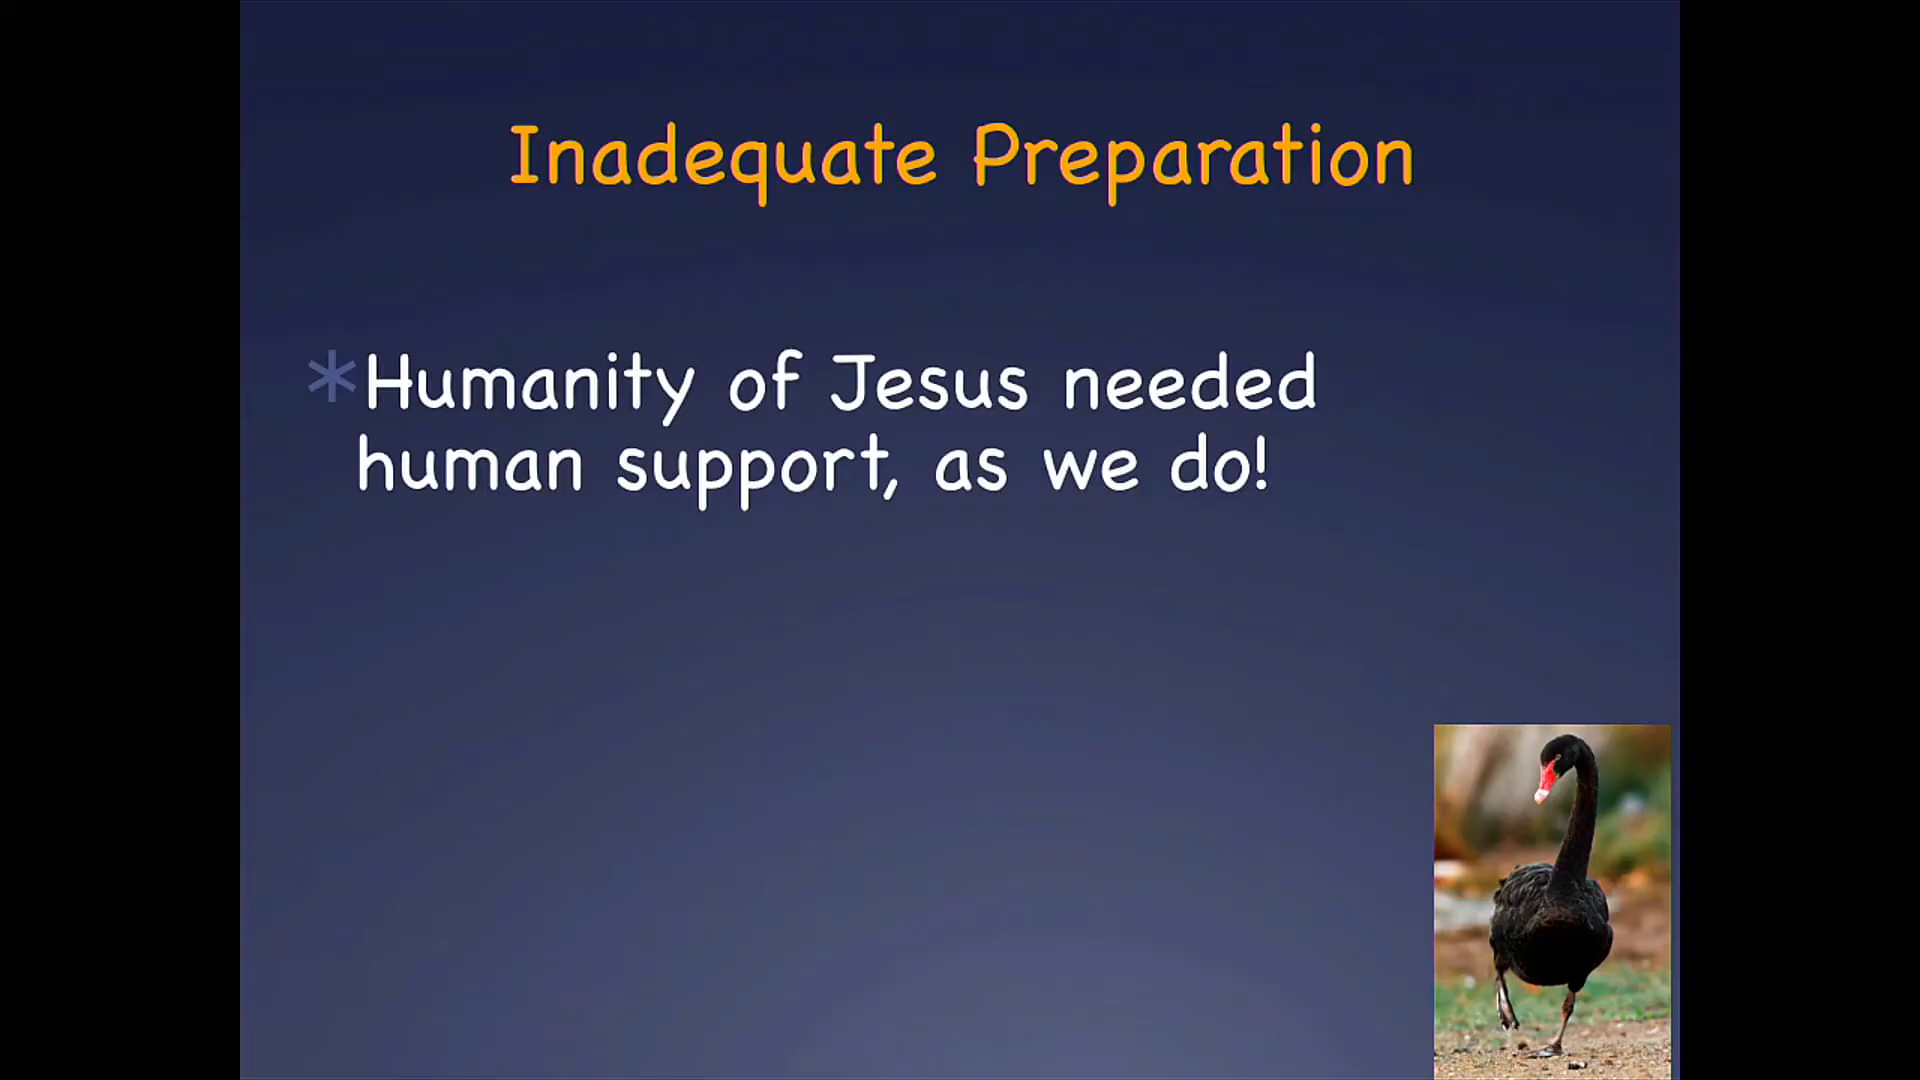 Inadequate Preparation
*Humanity of Jesus needed
human support, as we do!